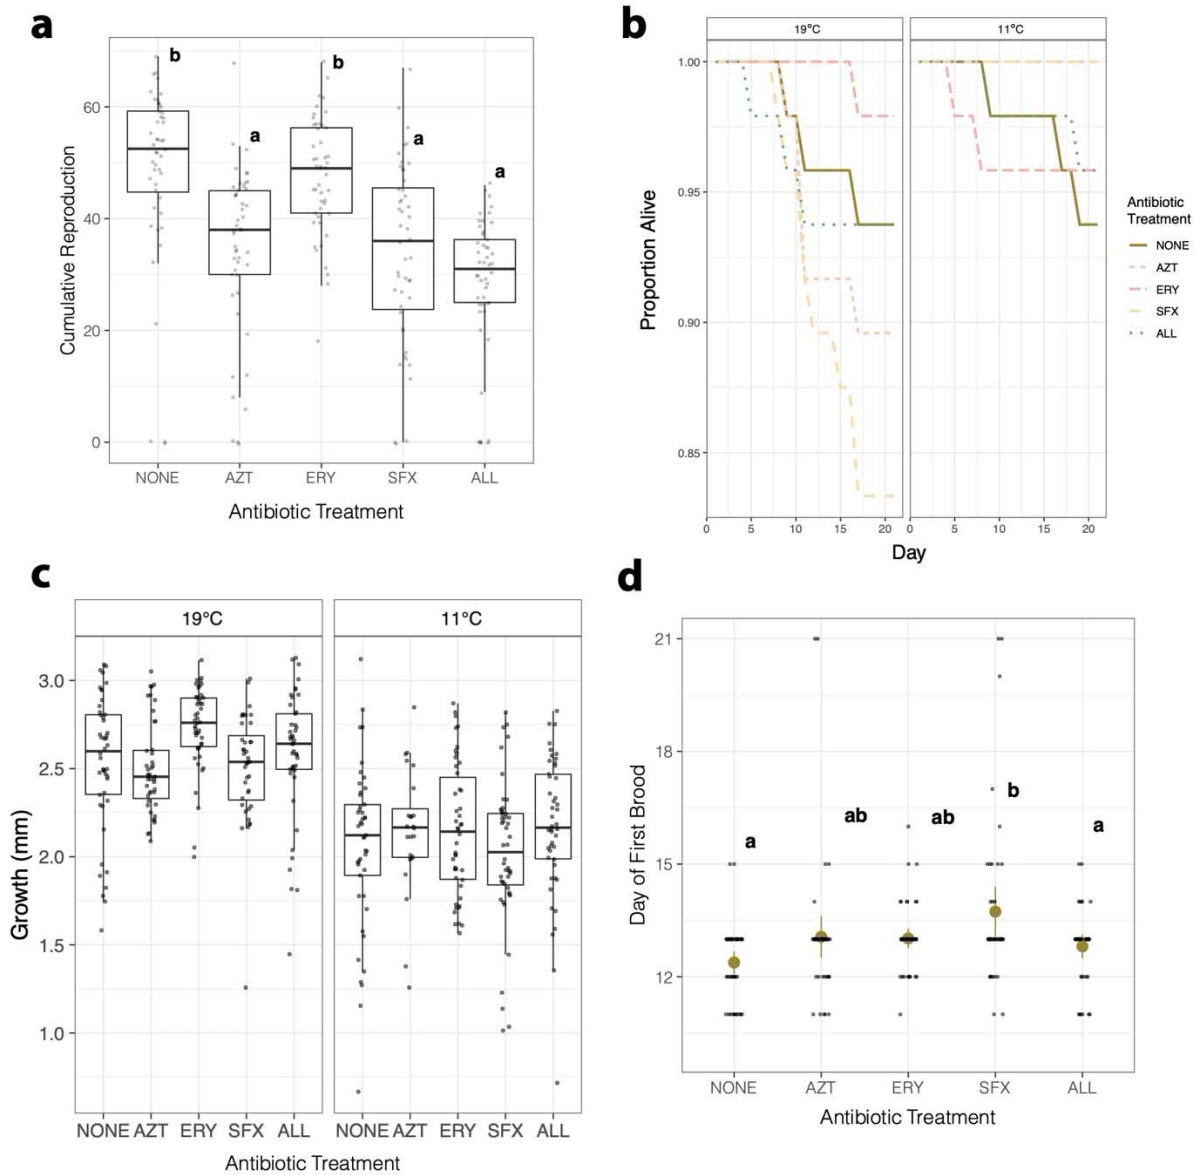 a
b
b
a
a
a
60
40
20
0
Cumulative Reproduction
NONE AZT ERY SFX ALL
Antibiotic Treatment
b
19°C 11°C
1.00
0.95
0.90
0.85
Proportion Alive
0 5 10 15 20 0 5 10 15 20
Day
Antibiotic
Treatment
NONE
AZT
ERY
SFX
ALL
c
19°C 11°C
3.0
2.5
2.0
1.5
1.0
Growth (mm)
NONE AZT ERY SFX ALL NONE AZT ERY SFX ALL
Antibiotic Treatment
d
21
18
15
12
Day of First Brood
a
ab
ab
b
a
NONE AZT ERY SFX ALL
Antibiotic Treatment